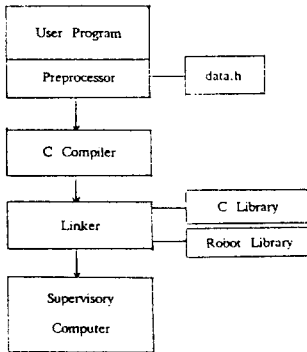 User Program
Preprocessor
data.h
C Compiler
C Library
Linker
Robot Library
Supervisory
Computer